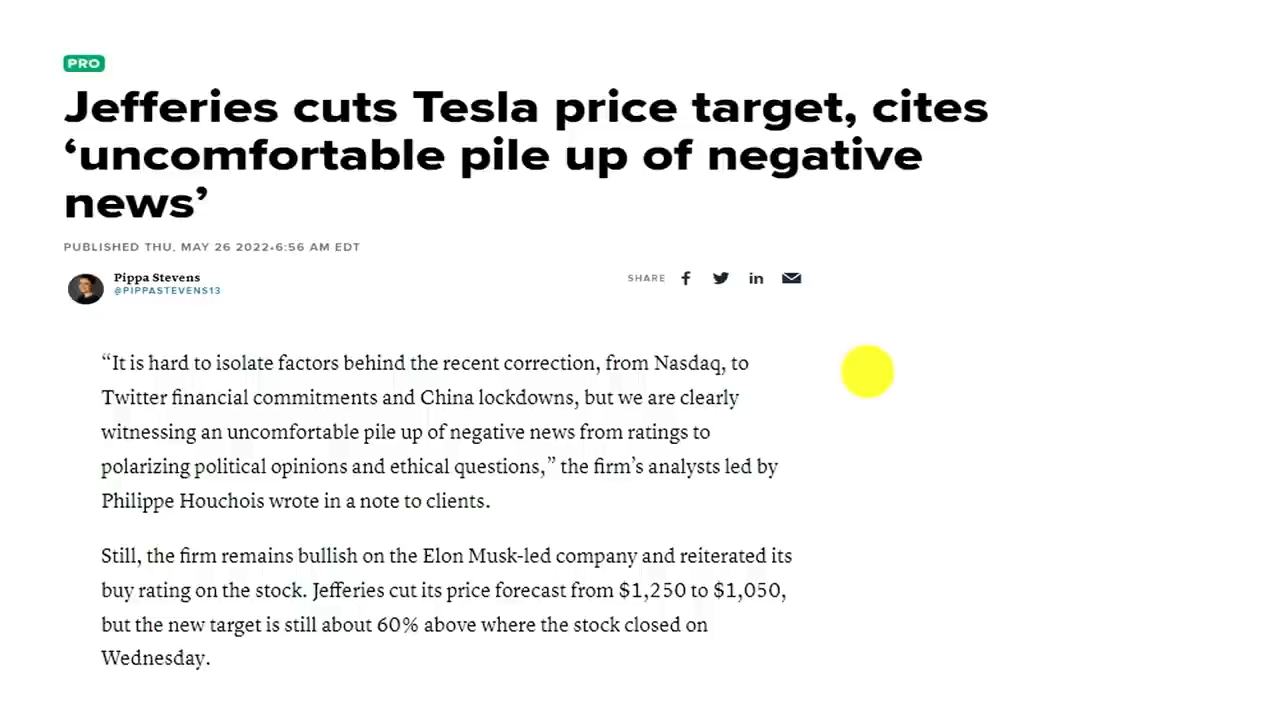 PRO
Jefferies cuts Tesla price target, cites
‘uncomfortable pile up of negative
news’
PUBLISHED THU, MAY 26 2022•6:56 AM EDT
Pippa Stevens
@PIPPASTEVENS13
SHARE
“It is hard to isolate factors behind the recent correction, from Nasdaq, to
Twitter financial commitments and China lockdowns, but we are clearly
witnessing an uncomfortable pile up of negative news from ratings to
polarizing political opinions and ethical questions,” the firm’s analysts led by
Philippe Houchois wrote in a note to clients.
Still, the firm remains bullish on the Elon Musk-led company and reiterated its
buy rating on the stock. Jefferies cut its price forecast from $1,250 to $1,050,
but the new target is still about 60% above where the stock closed on
Wednesday.